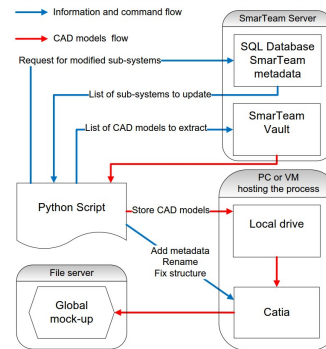 Information and command flow
CAD models flow
SmarTeam Server
Request for modified sub-systems
SQL Database
SmarTeam
metadata
List of sub-systems to update
List of CAD models to extract
SmarTeam
Vault
PC or VM
hosting the process
Python Script
Store CAD models
Local drive
Add metadata
Rename
Fix structure
File server
Global
mock-up
Catia